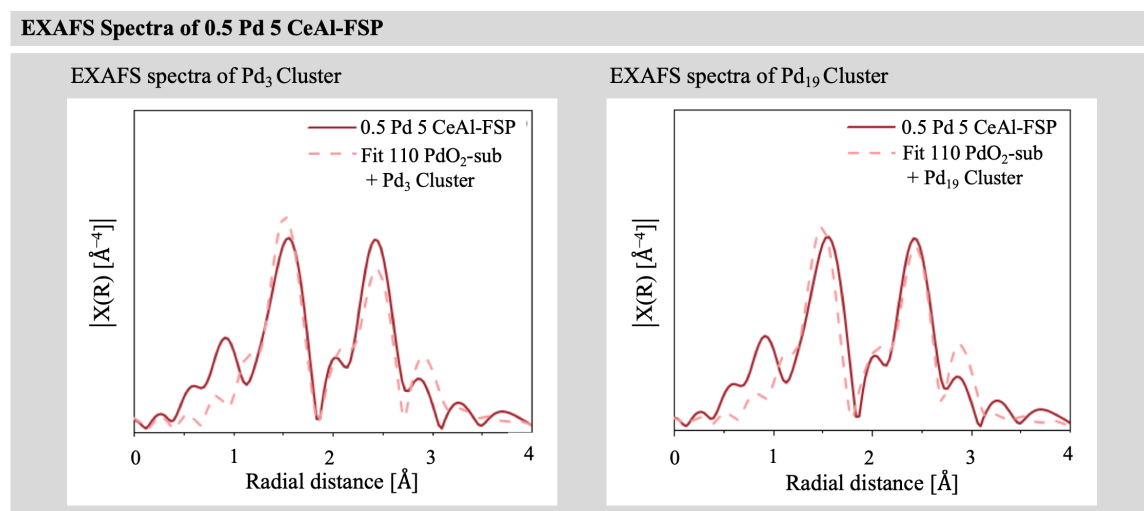 EXAFS Spectra of 0.5 Pd 5 CeAl-FSP
EXAFS spectra of Pd₃ Cluster
0.5 Pd 5 CeAl-FSP
Fit 110 PdO₂-sub
+ Pd₃ Cluster
|X(R) [Å⁻⁴]|
0 1 2 3 4
Radial distance [Å]
EXAFS spectra of Pd₁₉ Cluster
0.5 Pd 5 CeAl-FSP
Fit 110 PdO₂-sub
+ Pd₁₉ Cluster
|X(R) [Å⁻⁴]|
0 1 2 3 4
Radial distance [Å]